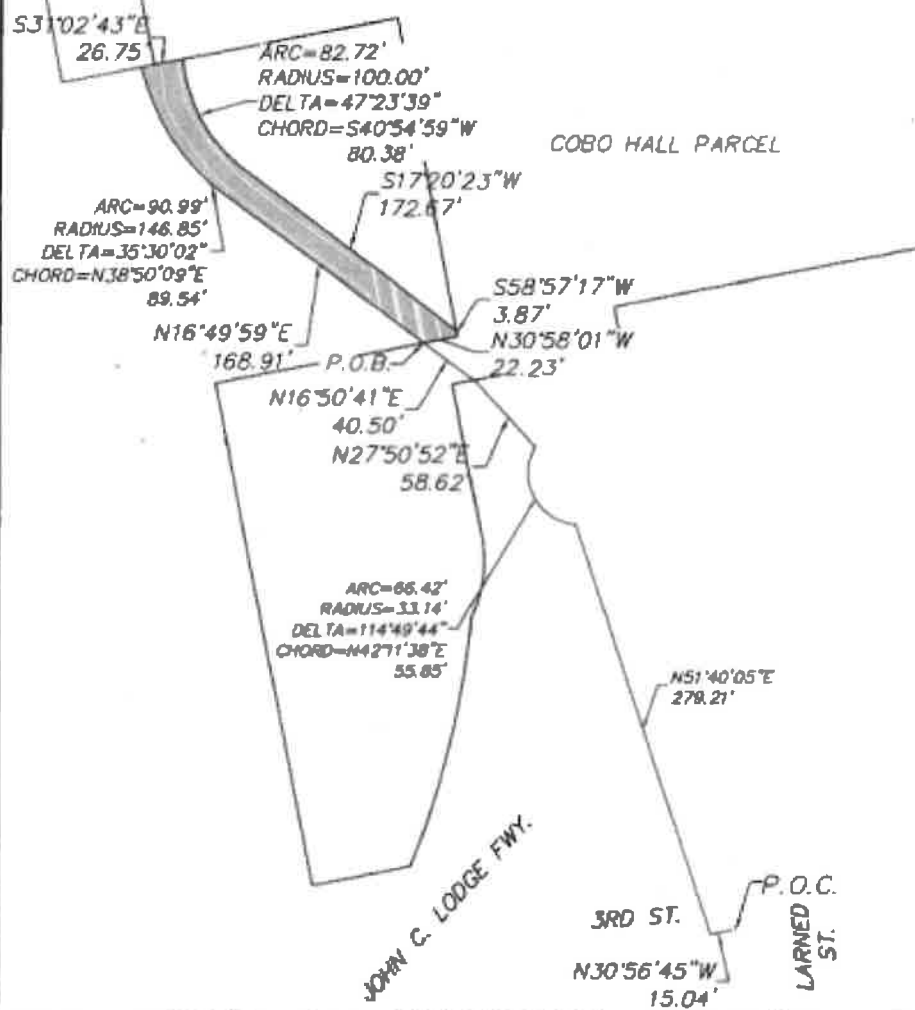 S31°02'43"E
26.75'
ARC=82.72'
RADIUS=100.00'
DELTA=47°23'39"
CHORD=S40°54'59"W
80.38'
COBO HALL PARCEL
S17°20'23"W
172.67'
ARC=90.99'
RADIUS=146.85'
DELTA=35°30'02"
CHORD=N38°50'09"E
89.54'
S58°57'17"W
3.87'
N16°49'59"E
168.91'
N30°58'01"W
22.23'
P.O.B.
N16°50'41"E
40.50'
N27°50'52"E
58.62'
ARC=66.42'
RADIUS=33.14'
DELTA=114°49'44"
CHORD=N42°11'38"E
55.85'
N51°40'05"E
279.21'
JOHN C. LODGE FWY.
3RD ST.
P.O.C.
LARNED
ST.
N30°56'45"W
15.04'